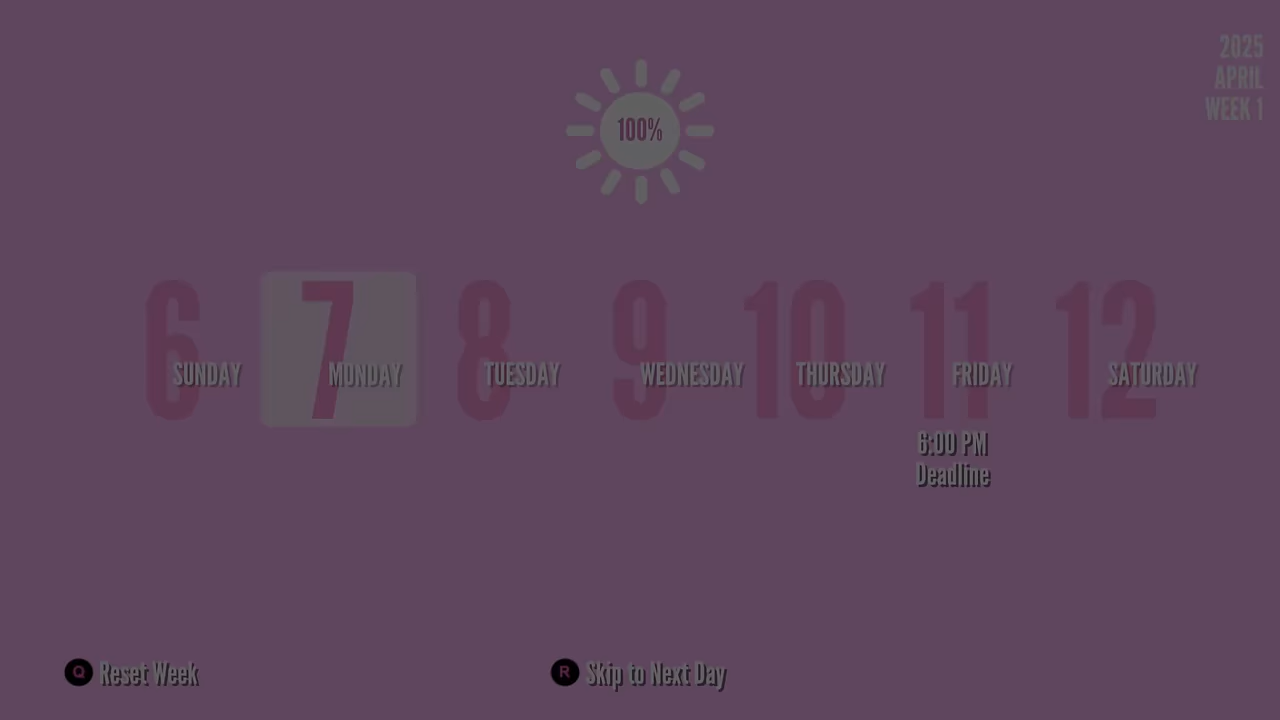 2025
APRIL
WEEK 1
100%
6 7 8 9 10 11 12
SUNDAY MONDAY TUESDAY WEDNESDAY THURSDAY FRIDAY SATURDAY
6:00 PM
Deadline
Q Reset Week R Skip to Next Day